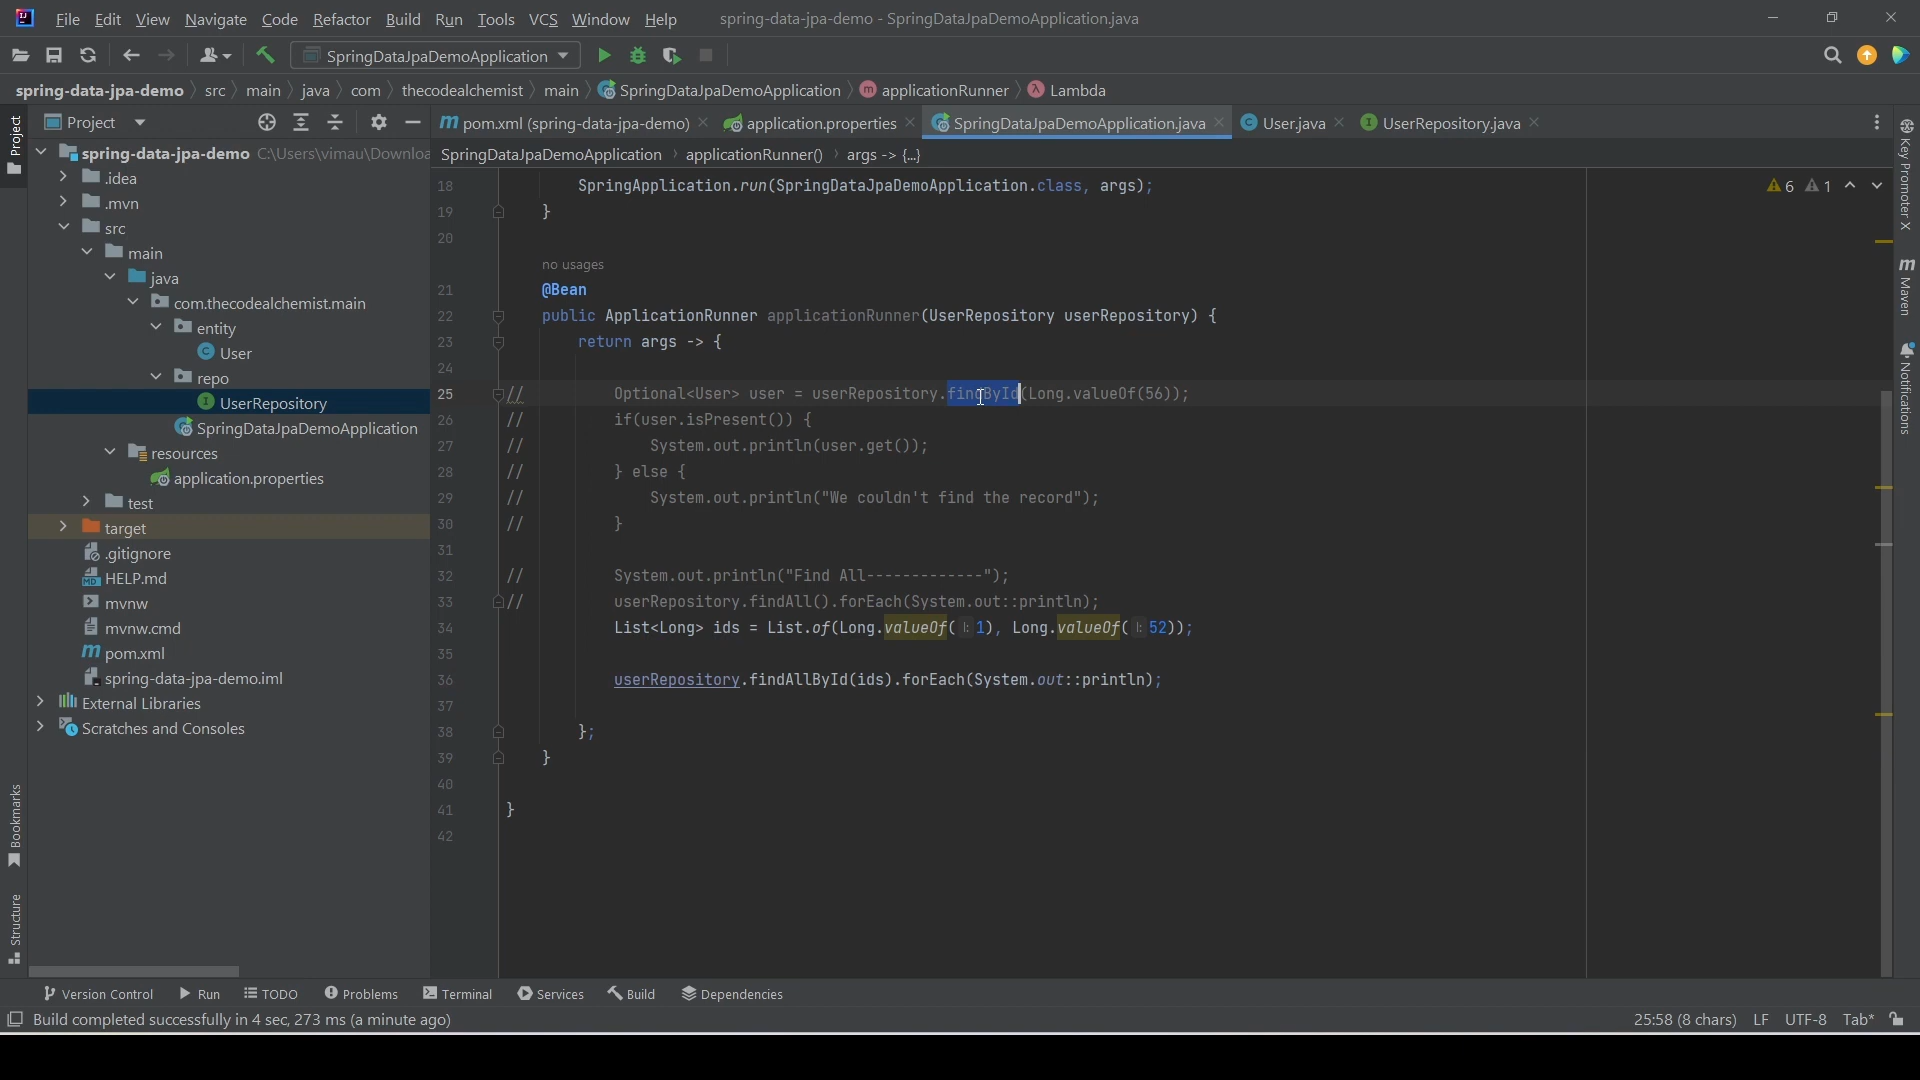 File Edit View Navigate Code Refactor Build Run Tools VCS Window Help spring-data-jpa-demo - SpringDataJpaDemoApplication.java
SpringDataJpaDemoApplication
spring-data-jpa-demo src main java com thecodealchemist main SpringDataJpaDemoApplication m applicationRunner λ Lambda
Project
pom.xml (spring-data-jpa-demo) application.properties SpringDataJpaDemoApplication.java User.java UserRepository.java
SpringDataJpaDemoApplication applicationRunner() args -> {...}
spring-data-jpa-demo C:\Users\vimau\Downloa
.idea
.mvn
src
main
java
com.thecodealchemist.main
entity
User
repo
UserRepository
SpringDataJpaDemoApplication
resources
application.properties
test
target
.gitignore
HELP.md
mvnw
mvnw.cmd
pom.xml
spring-data-jpa-demo.iml
External Libraries
Scratches and Consoles
6 1
18 SpringApplication.run(SpringDataJpaDemoApplication.class, args);
19 }
20
no usages
21 @Bean
22 public ApplicationRunner applicationRunner(UserRepository userRepository) {
23 return args -> {
24
25 // Optional<User> user = userRepository.findById(Long.valueOf(56));
26 // if(user.isPresent()) {
27 // System.out.println(user.get());
28 // } else {
29 // System.out.println("We couldn't find the record");
30 // }
31
32 // System.out.println("Find All-------------");
33 // userRepository.findAll().forEach(System.out::println);
34 List<Long> ids = List.of(Long.valueOf( l: 1), Long.valueOf( l: 52));
35
36 userRepository.findAllById(ids).forEach(System.out::println);
37
38 };
39 }
40
41 }
42
Project
Bookmarks
Structure
Key Promoter X
Maven
Notifications
Version Control Run TODO Problems Terminal Services Build Dependencies
Build completed successfully in 4 sec, 273 ms (a minute ago) 25:58 (8 chars) LF UTF-8 Tab*